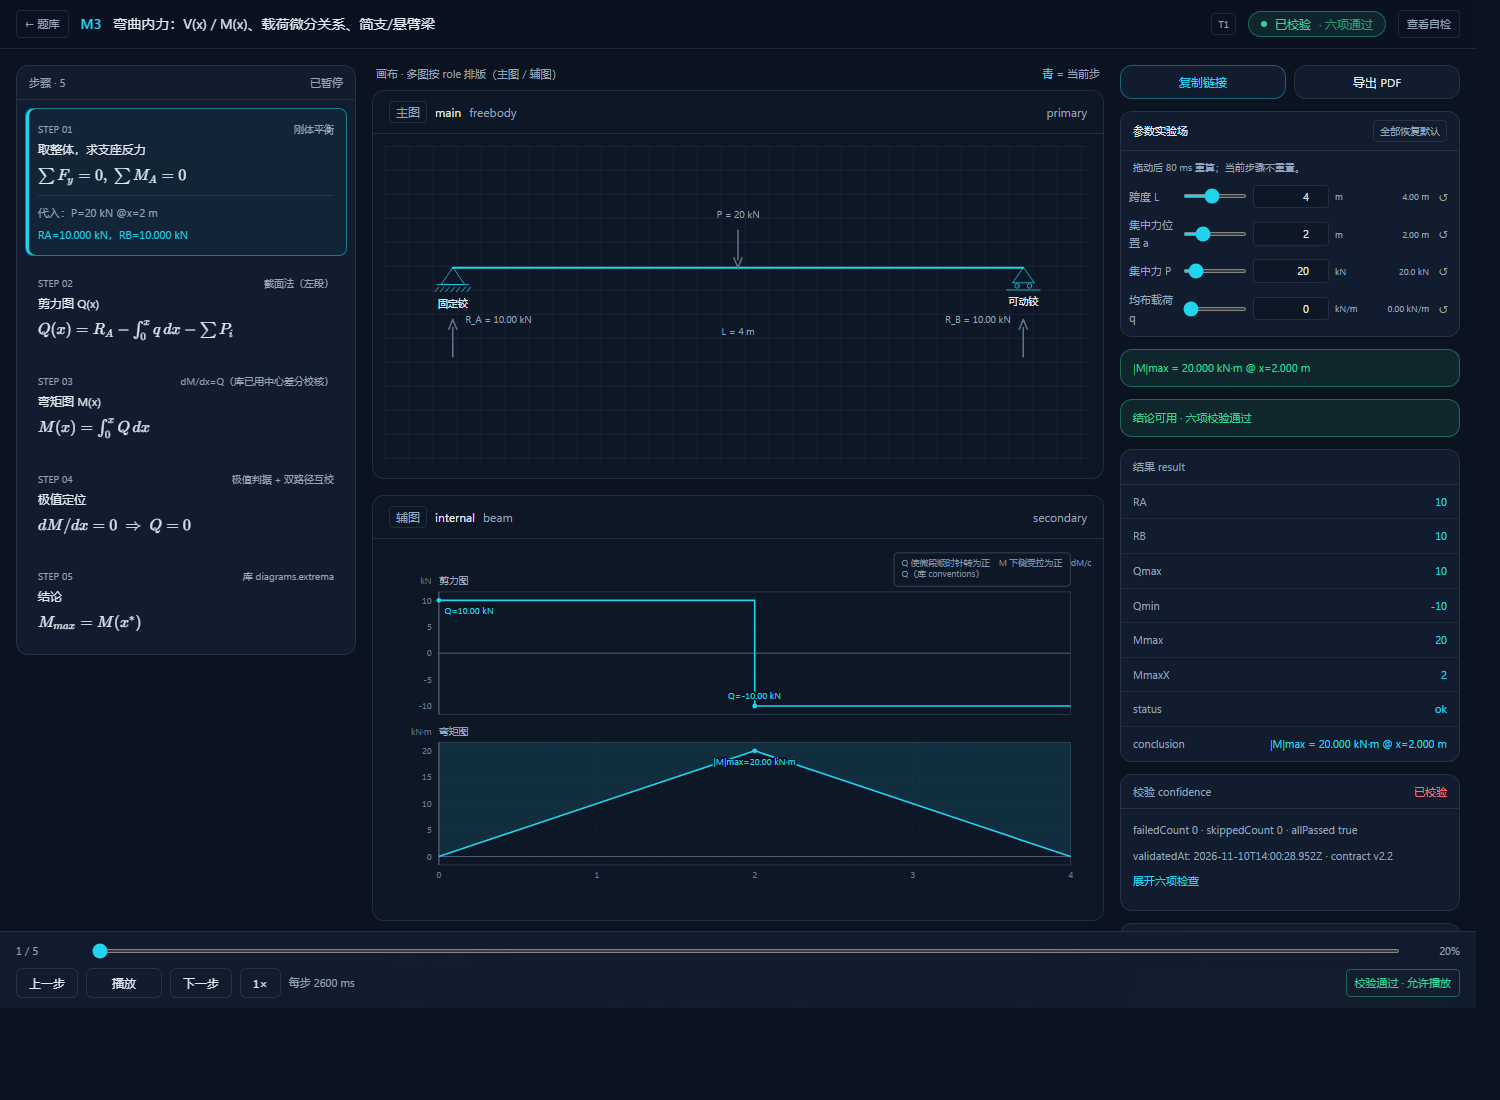 ← 题库
M3 弯曲内力：V(x) / M(x)、载荷微分关系、简支/悬臂梁
T1
已校验 · 六项通过
查看自检
步骤 · 5
已暂停
STEP 01
刚体平衡
取整体，求支座反力
∑ F_y = 0, ∑ M_A = 0
代入：P=20 kN @x=2 m
RA=10.000 kN，RB=10.000 kN
STEP 02
截面法（左段）
剪力图 Q(x)
Q(x) = R_A − ∫_0^x q dx − ∑ P_i
STEP 03
dM/dx=Q（库已用中心差分校核）
弯矩图 M(x)
M(x) = ∫_0^x Q dx
STEP 04
极值判据 + 双路径互校
极值定位
dM/dx = 0 ⇒ Q = 0
STEP 05
库 diagrams.extrema
结论
M_max = M(x*)
画布 · 多图按 role 排版（主图 / 辅图）
青 = 当前步
主图 main freebody
primary
P = 20 kN
固定铰
可动铰
R_A = 10.00 kN
R_B = 10.00 kN
L = 4 m
辅图 internal beam
secondary
Q 使微段顺时针转为正 M 下侧受拉为正 dM/c
Q（库 conventions）
kN 剪力图
10
5
0
-5
-10
Q=10.00 kN
Q=-10.00 kN
kN·m 弯矩图
20
15
10
5
0
|M|max=20.00 kN·m
0 1 2 3 4
复制链接
导出 PDF
参数实验场
全部恢复默认
拖动后 80 ms 重算；当前步骤不重置。
跨度 L 4 m 4.00 m ↺
集中力位置 a 2 m 2.00 m ↺
集中力 P 20 kN 20.0 kN ↺
均布载荷 q 0 kN/m 0.00 kN/m ↺
|M|max = 20.000 kN·m @ x=2.000 m
结论可用 · 六项校验通过
结果 result
RA 10
RB 10
Qmax 10
Qmin -10
Mmax 20
MmaxX 2
status ok
conclusion |M|max = 20.000 kN·m @ x=2.000 m
校验 confidence
已校验
failedCount 0 · skippedCount 0 · allPassed true
validatedAt: 2026-11-10T14:00:28.952Z · contract v2.2
展开六项检查
1 / 5
20%
上一步
播放
下一步
1×
每步 2600 ms
校验通过 · 允许播放